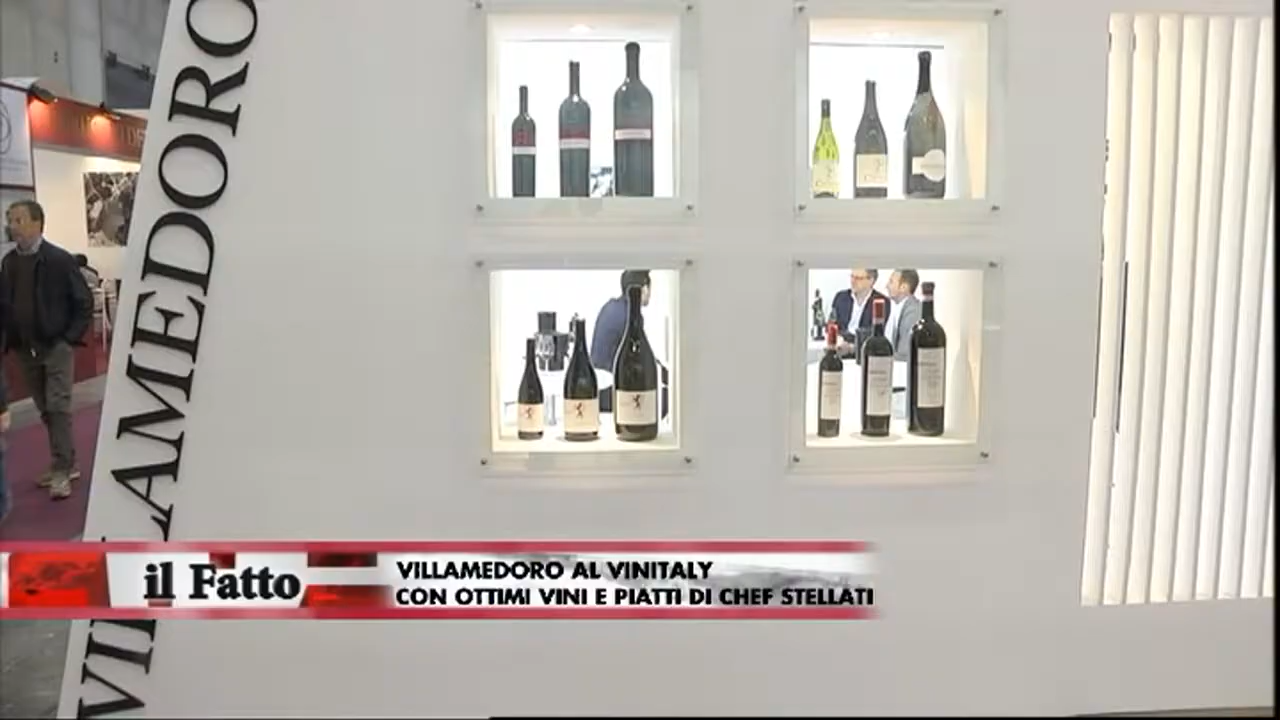 VILLAMEDORO
il Fatto
VILLAMEDORO AL VINITALY
CON OTTIMI VINI E PIATTI DI CHEF STELLATI